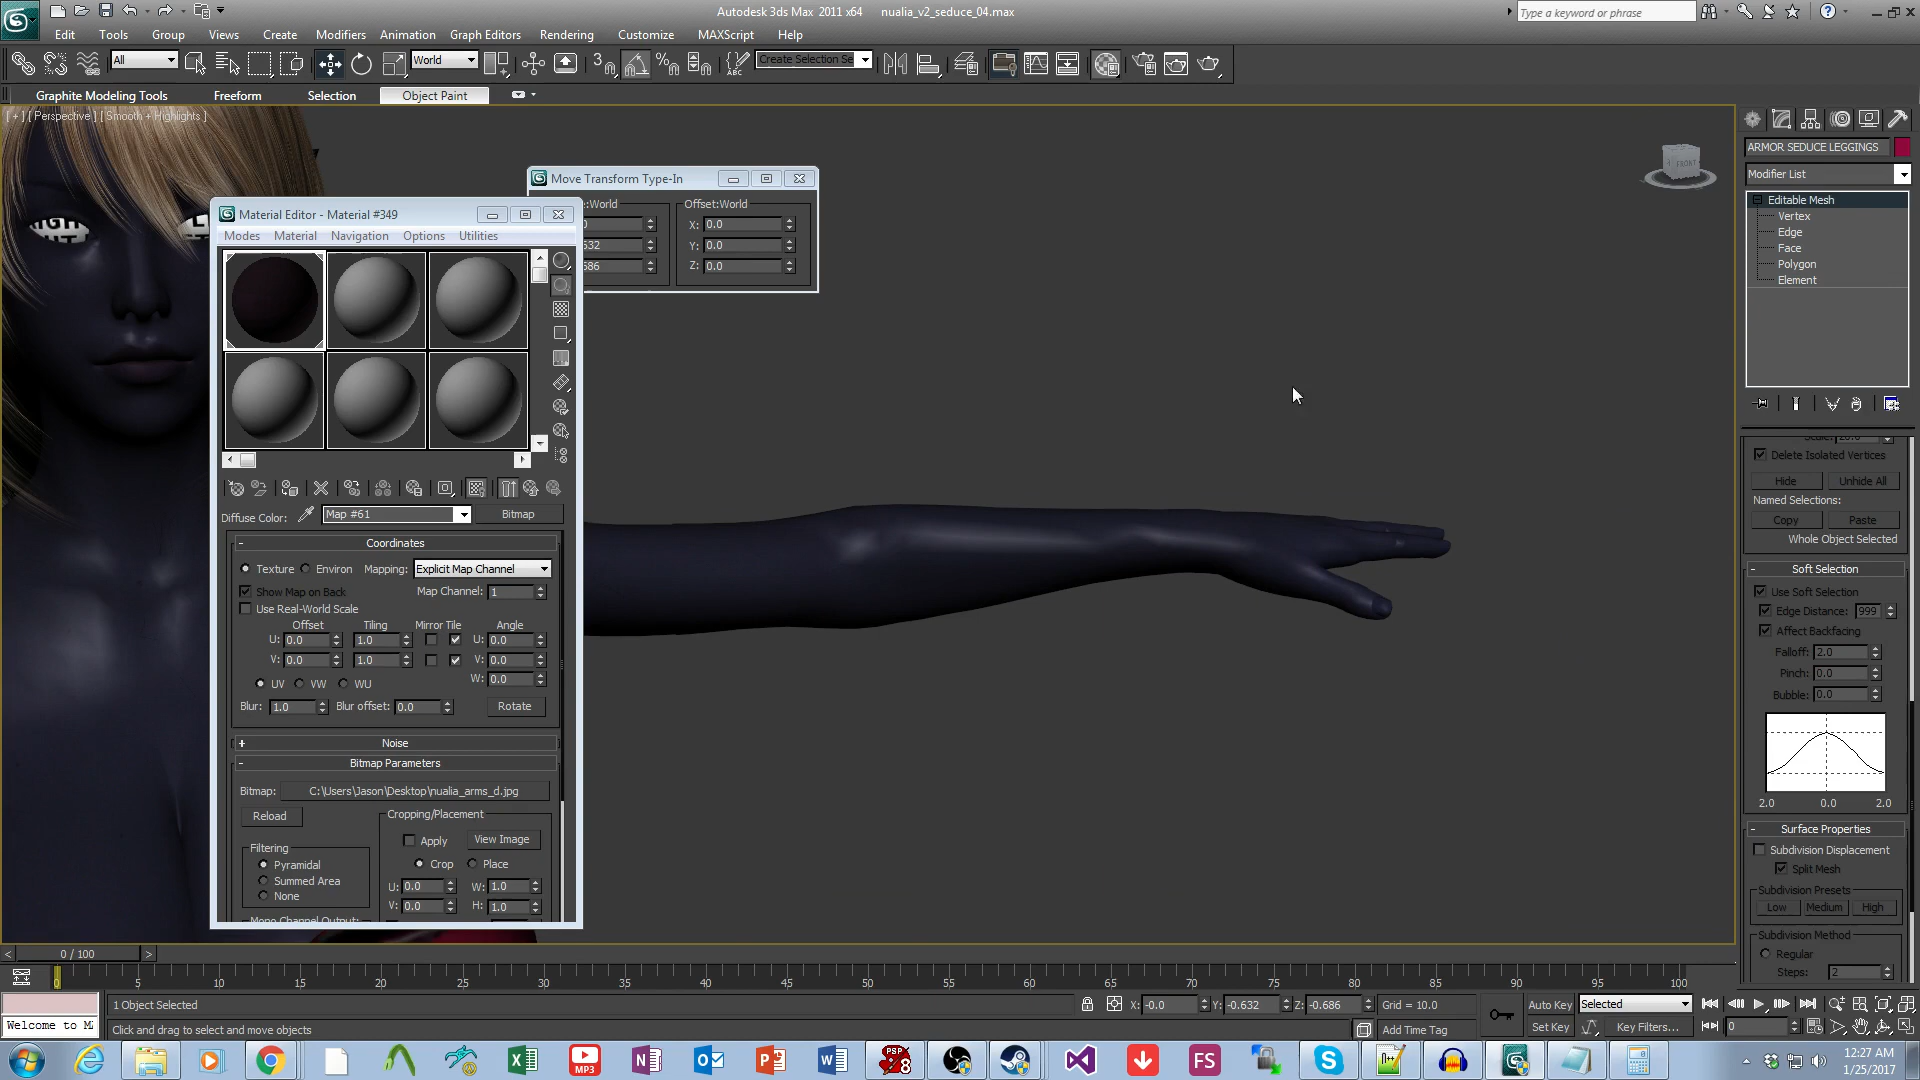 Autodesk 3ds Max 2011 x64 nualia_v2_seduce_04.max
Type a keyword or phrase
Edit Tools Group Views Create Modifiers Animation Graph Editors Rendering Customize MAXScript Help
All World Create Selection Se
Graphite Modeling Tools Freeform Selection Object Paint
[ + ] [ Perspective ] [ Smooth + Highlights ]
Move Transform Type-In
:World Offset:World
X: 0.0
632 Y: 0.0
686 Z: 0.0
Material Editor - Material #349
Modes Material Navigation Options Utilities
Diffuse Color: Map #61 Bitmap
- Coordinates
Texture Environ Mapping: Explicit Map Channel
Show Map on Back Map Channel: 1
Use Real-World Scale
Offset Tiling Mirror Tile Angle
U: 0.0 1.0 U: 0.0
V: 0.0 1.0 V: 0.0
W: 0.0
UV VW WU
Blur: 1.0 Blur offset: 0.0 Rotate
+ Noise
- Bitmap Parameters
Bitmap: C:\Users\Jason\Desktop\nualia_arms_d.jpg
Reload Cropping/Placement
Apply View Image
Filtering
Pyramidal Crop Place
Summed Area U: 0.0 W: 1.0
None V: 0.0 H: 1.0
Mono Channel Output:
FRONT
ARMOR SEDUCE LEGGINGS
Modifier List
Editable Mesh
Vertex
Edge
Face
Polygon
Element
Delete Isolated Vertices
Hide Unhide All
Named Selections:
Copy Paste
Whole Object Selected
- Soft Selection
Use Soft Selection
Edge Distance: 999
Affect Backfacing
Falloff: 2.0
Pinch: 0.0
Bubble: 0.0
2.0 0.0 2.0
- Surface Properties
Subdivision Displacement
Split Mesh
Subdivision Presets
Low Medium High
Subdivision Method
Regular
Steps: 2
< 0 / 100 >
0 5 10 15 20 25 30 35 40 45 50 55 60 65 70 75 80 85 90 95 100
1 Object Selected X: -0.0 Y: -0.632 Z: -0.686 Grid = 10.0 Auto Key Selected
Welcome to M
Click and drag to select and move objects Add Time Tag Set Key Key Filters... 0
MP3 PSP 8 FS
12:27 AM
1/25/2017